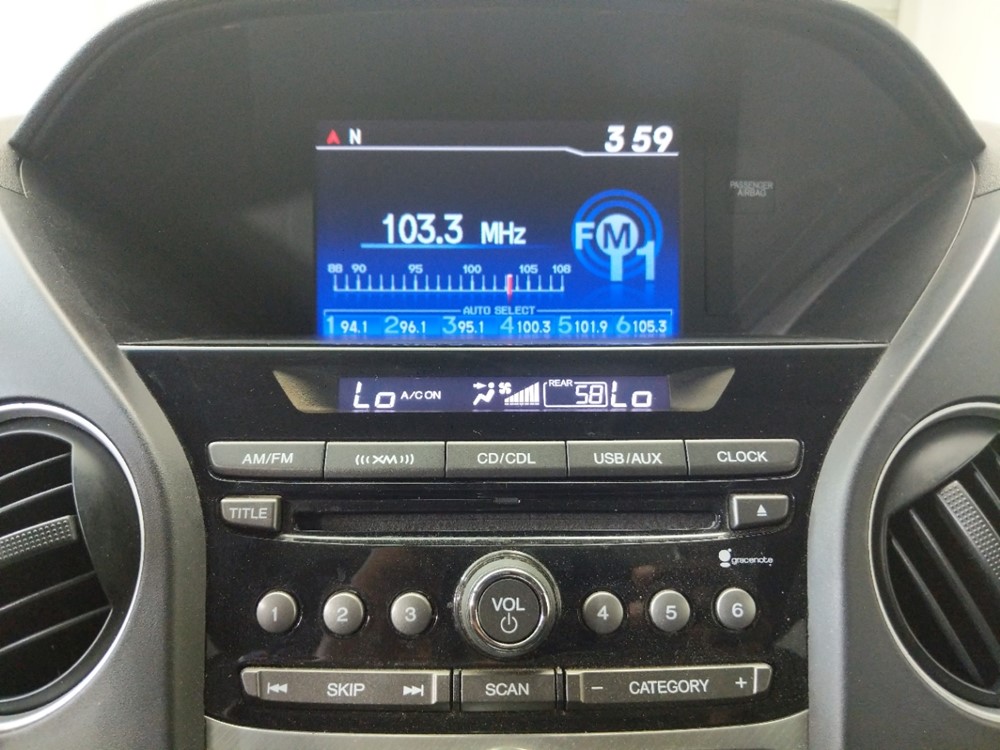 N 3 59
103.3 MHz
FM1
88 90 95 100 105 108
AUTO SELECT
1 94.1 2 96.1 3 95.1 4 100.3 5 101.9 6 105.3
PASSENGER
AIRBAG
Lo A/C ON REAR 58 Lo
AM/FM (((XM))) CD/CDL USB/AUX CLOCK
TITLE
gracenote
1 2 3 VOL 4 5 6
SKIP SCAN - CATEGORY +